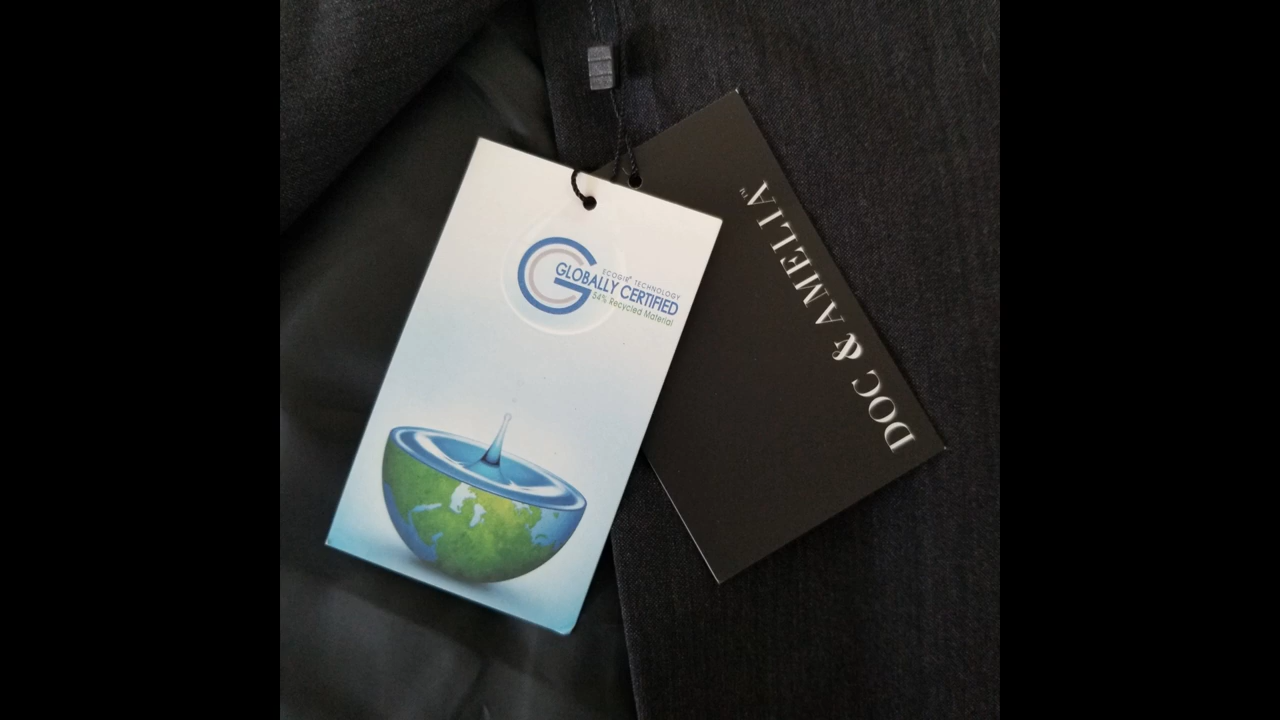 ECOGIR® TECHNOLOGY
GLOBALLY CERTIFIED
54% Recycled Material
DOC & AMELIA™